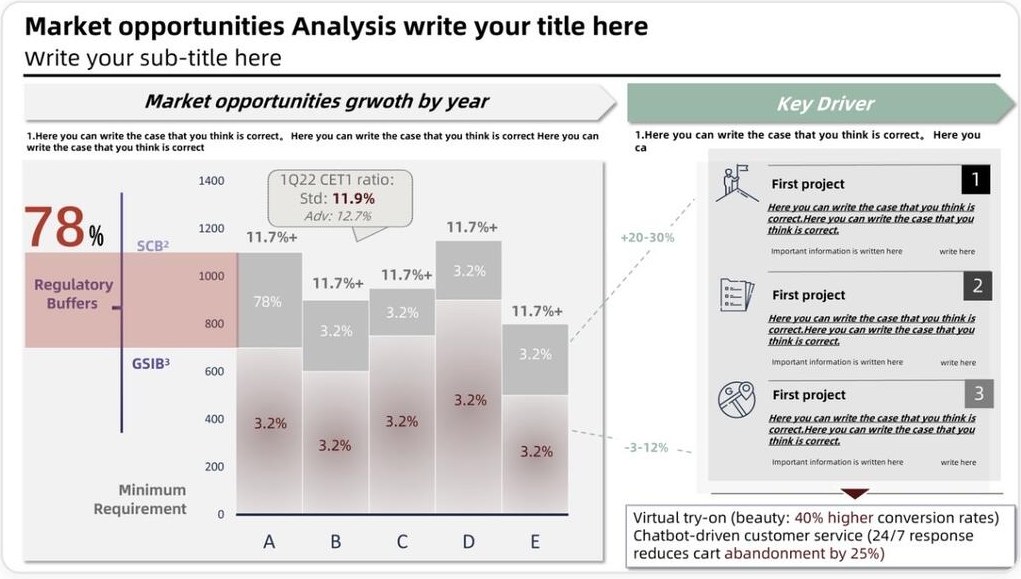 Market opportunities Analysis write your title here
Write your sub-title here
Market opportunities grwoth by year
1.Here you can write the case that you think is correct。 Here you can write the case that you think is correct Here you can
write the case that you think is correct
1400
1200
1000
800
600
400
200
0
78%
SCB²
Regulatory
Buffers
GSIB³
Minimum
Requirement
1Q22 CET1 ratio:
Std: 11.9%
Adv: 12.7%
11.7%+
11.7%+
11.7%+
11.7%+
11.7%+
78%
3.2%
3.2%
3.2%
3.2%
3.2%
3.2%
3.2%
3.2%
3.2%
A
B
C
D
E
+20-30%
-3-12%
Key Driver
1.Here you can write the case that you think is correct。 Here you
ca
1
First project
Here you can write the case that you think is
correct.Here you can write the case that you
think is correct.
Important information is written here write here
2
First project
Here you can write the case that you think is
correct.Here you can write the case that you
think is correct.
Important information is written here write here
3
First project
Here you can write the case that you think is
correct.Here you can write the case that you
think is correct.
Important information is written here write here
Virtual try-on (beauty: 40% higher conversion rates)
Chatbot-driven customer service (24/7 response
reduces cart abandonment by 25%)